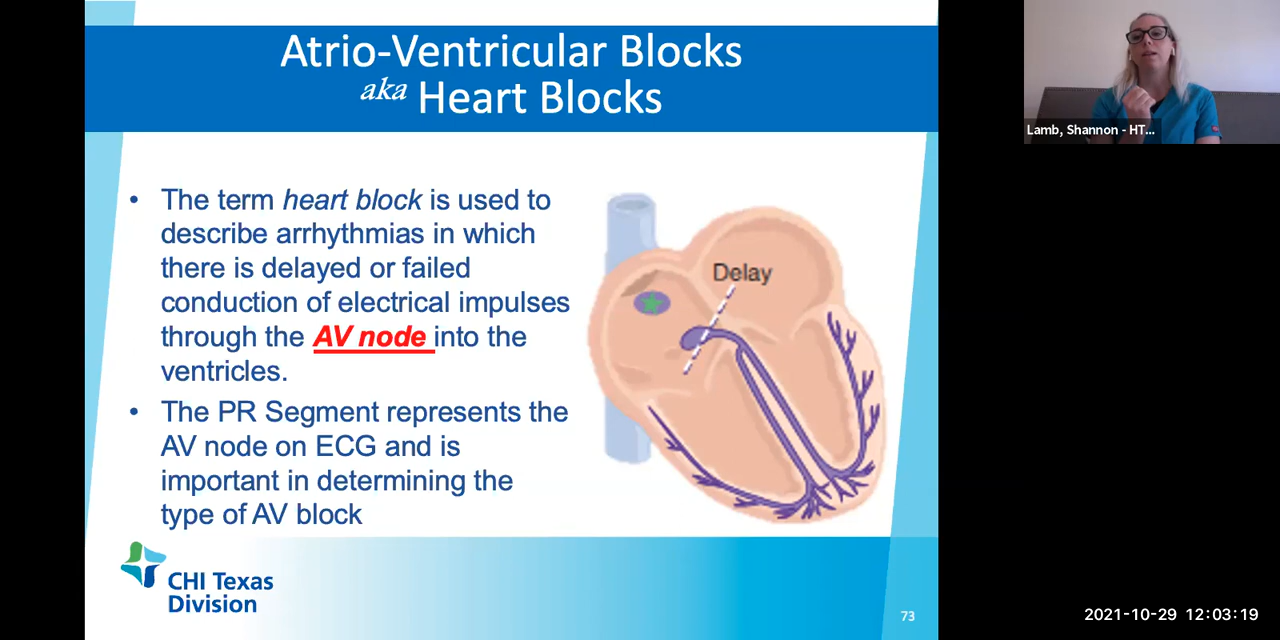 Atrio-Ventricular Blocks
aka Heart Blocks
Lamb, Shannon - HT...
• The term heart block is used to
describe arrhythmias in which
there is delayed or failed
conduction of electrical impulses
through the AV node into the
ventricles.
• The PR Segment represents the
AV node on ECG and is
important in determining the
type of AV block
Delay
CHI Texas
Division
73
2021-10-29 12:03:19